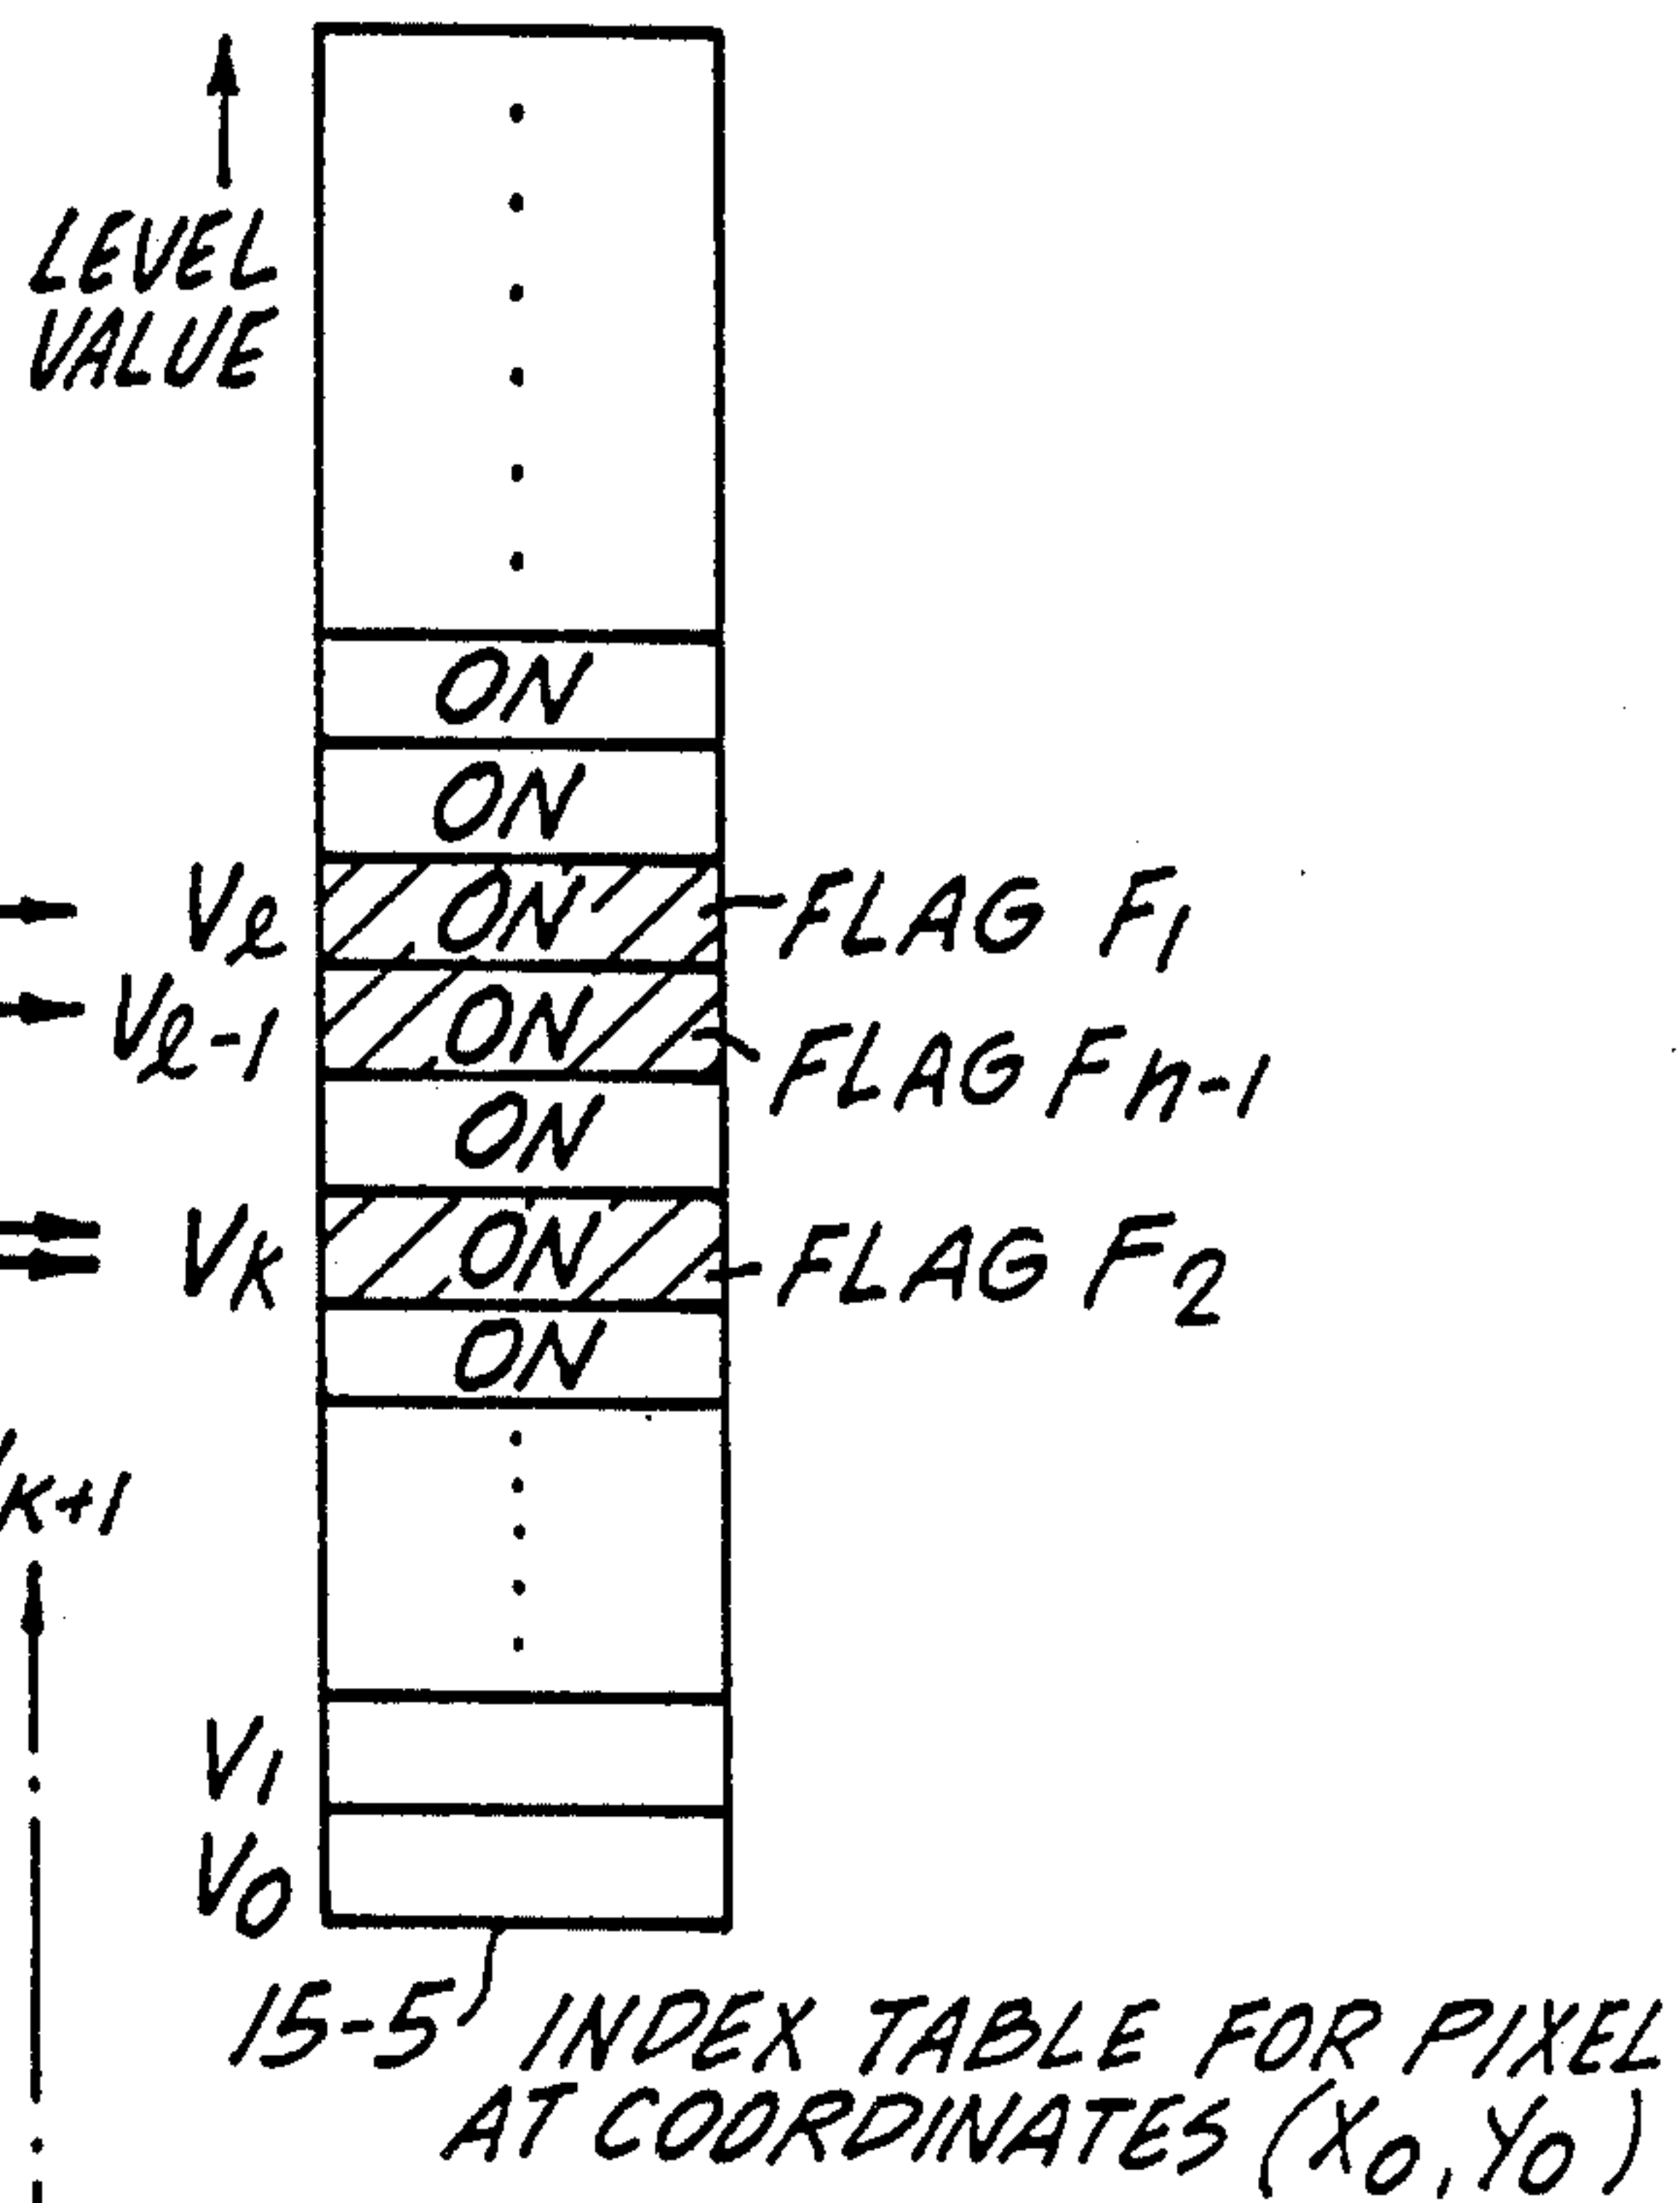 LEVEL
VALUE
ON
ON
Vℓ ON FLAG F1
Vℓ-1 ON FLAG Fn-1
ON
VK ON FLAG F2
ON
K+1
V1
V0
15-5 INDEX TABLE FOR PIXEL
AT COORDINATES (X0, Y0)